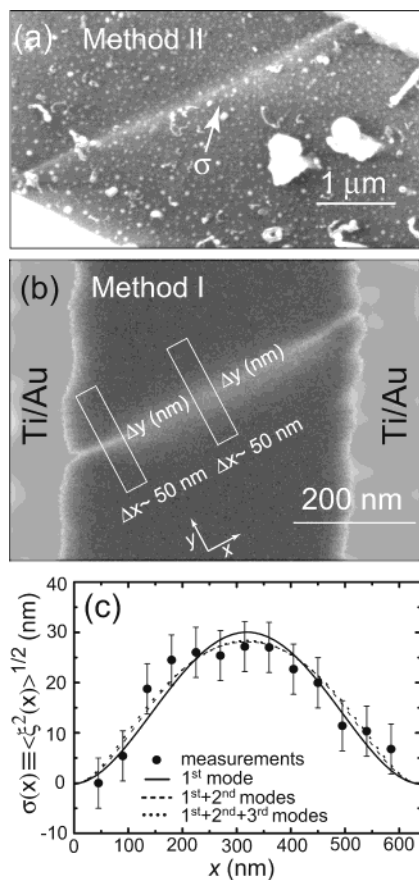 (a) Method II
σ
1 μm
(b) Method I
Ti/Au
Δy (nm)
Δy (nm)
Δx~ 50 nm
Δx~ 50 nm
y
x
200 nm
Ti/Au
(c)
σ(x)≡<ξ²(x)>^1/2 (nm)
40
30
20
10
0
-10
measurements
1st mode
1st+2nd modes
1st+2nd+3rd modes
0 100 200 300 400 500 600
x (nm)